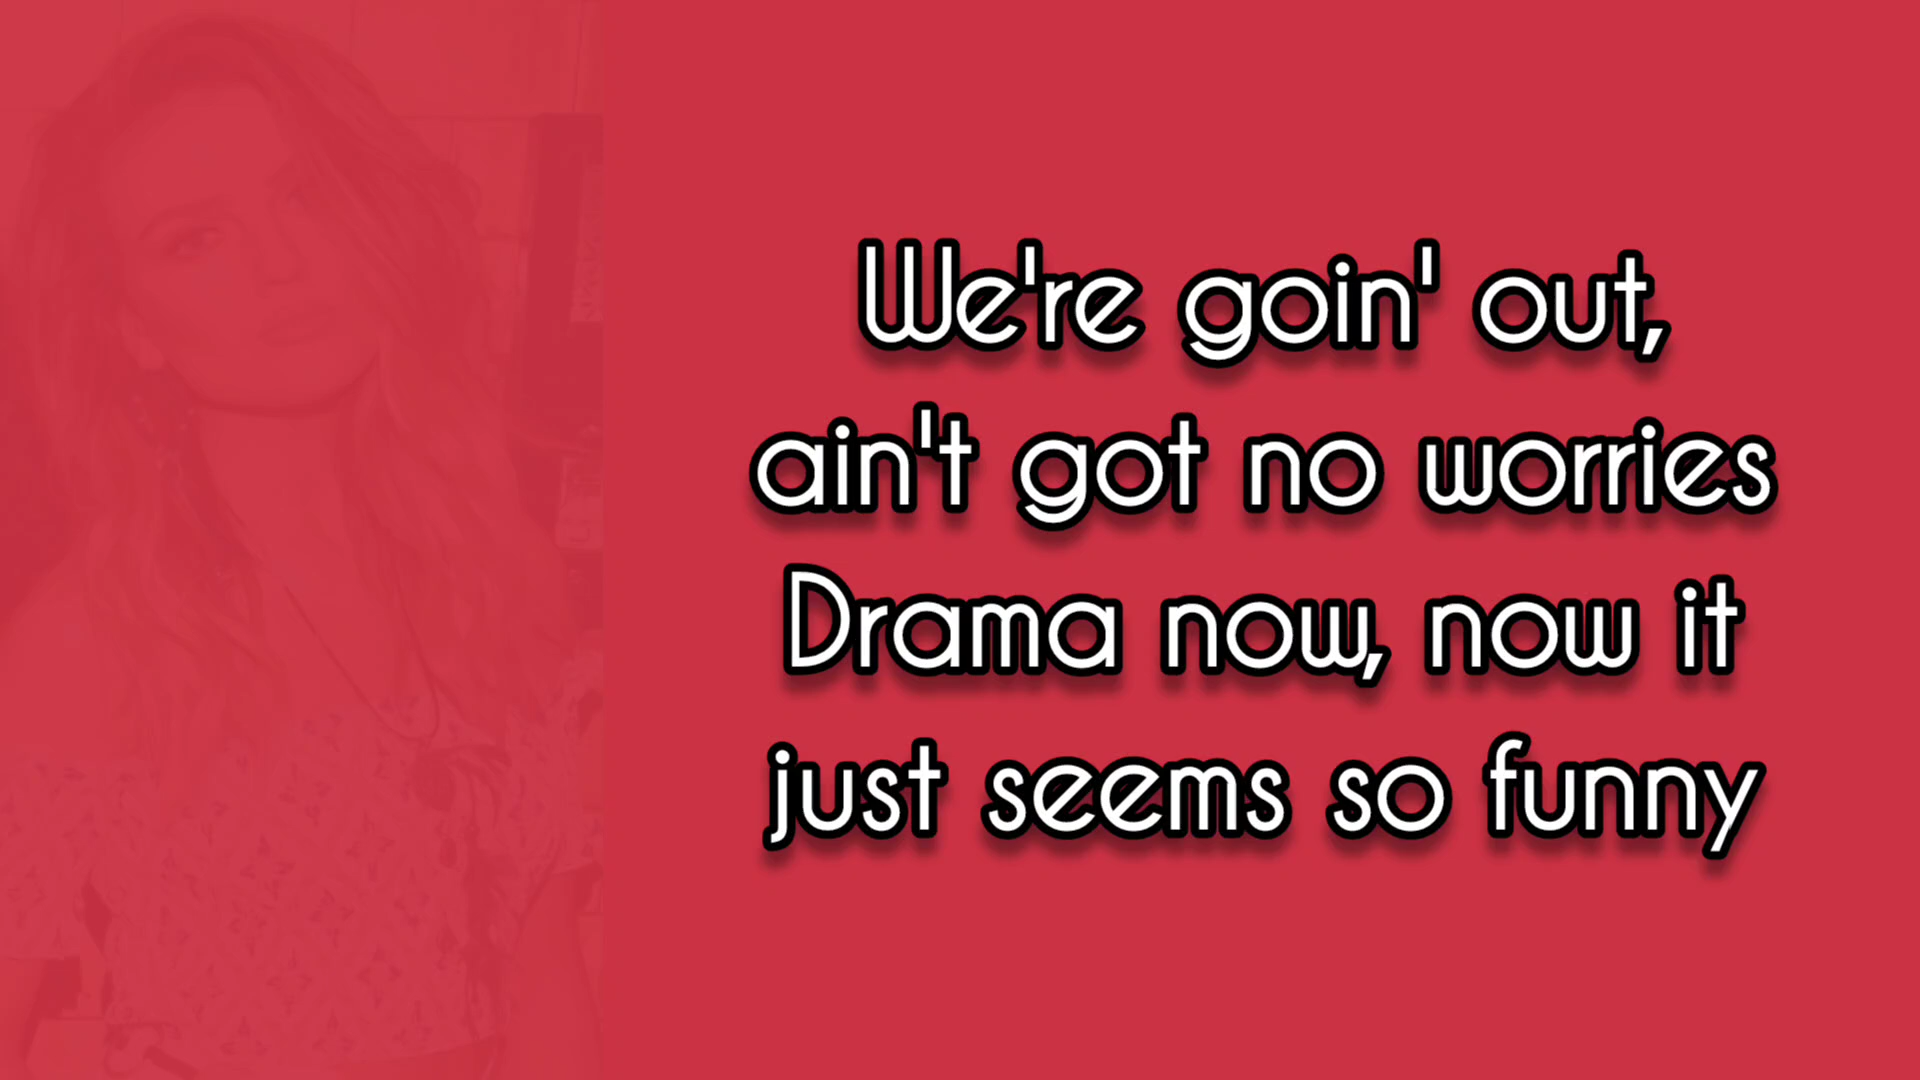 We're goin' out,
ain't got no worries
Drama now, now it
just seems so funny